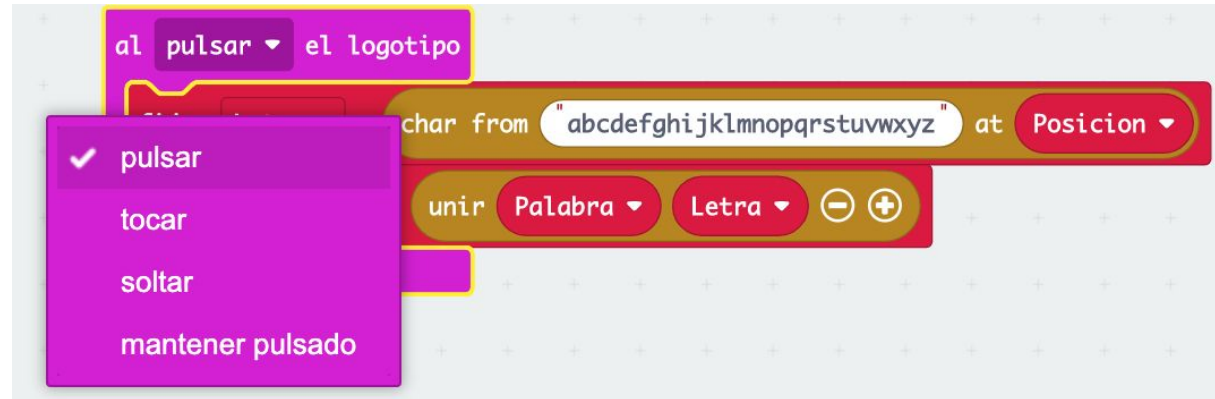 al pulsar el logotipo
char from "abcdefghijklmnopqrstuvwxyz" at Posicion
pulsar
unir Palabra Letra
tocar
soltar
mantener pulsado